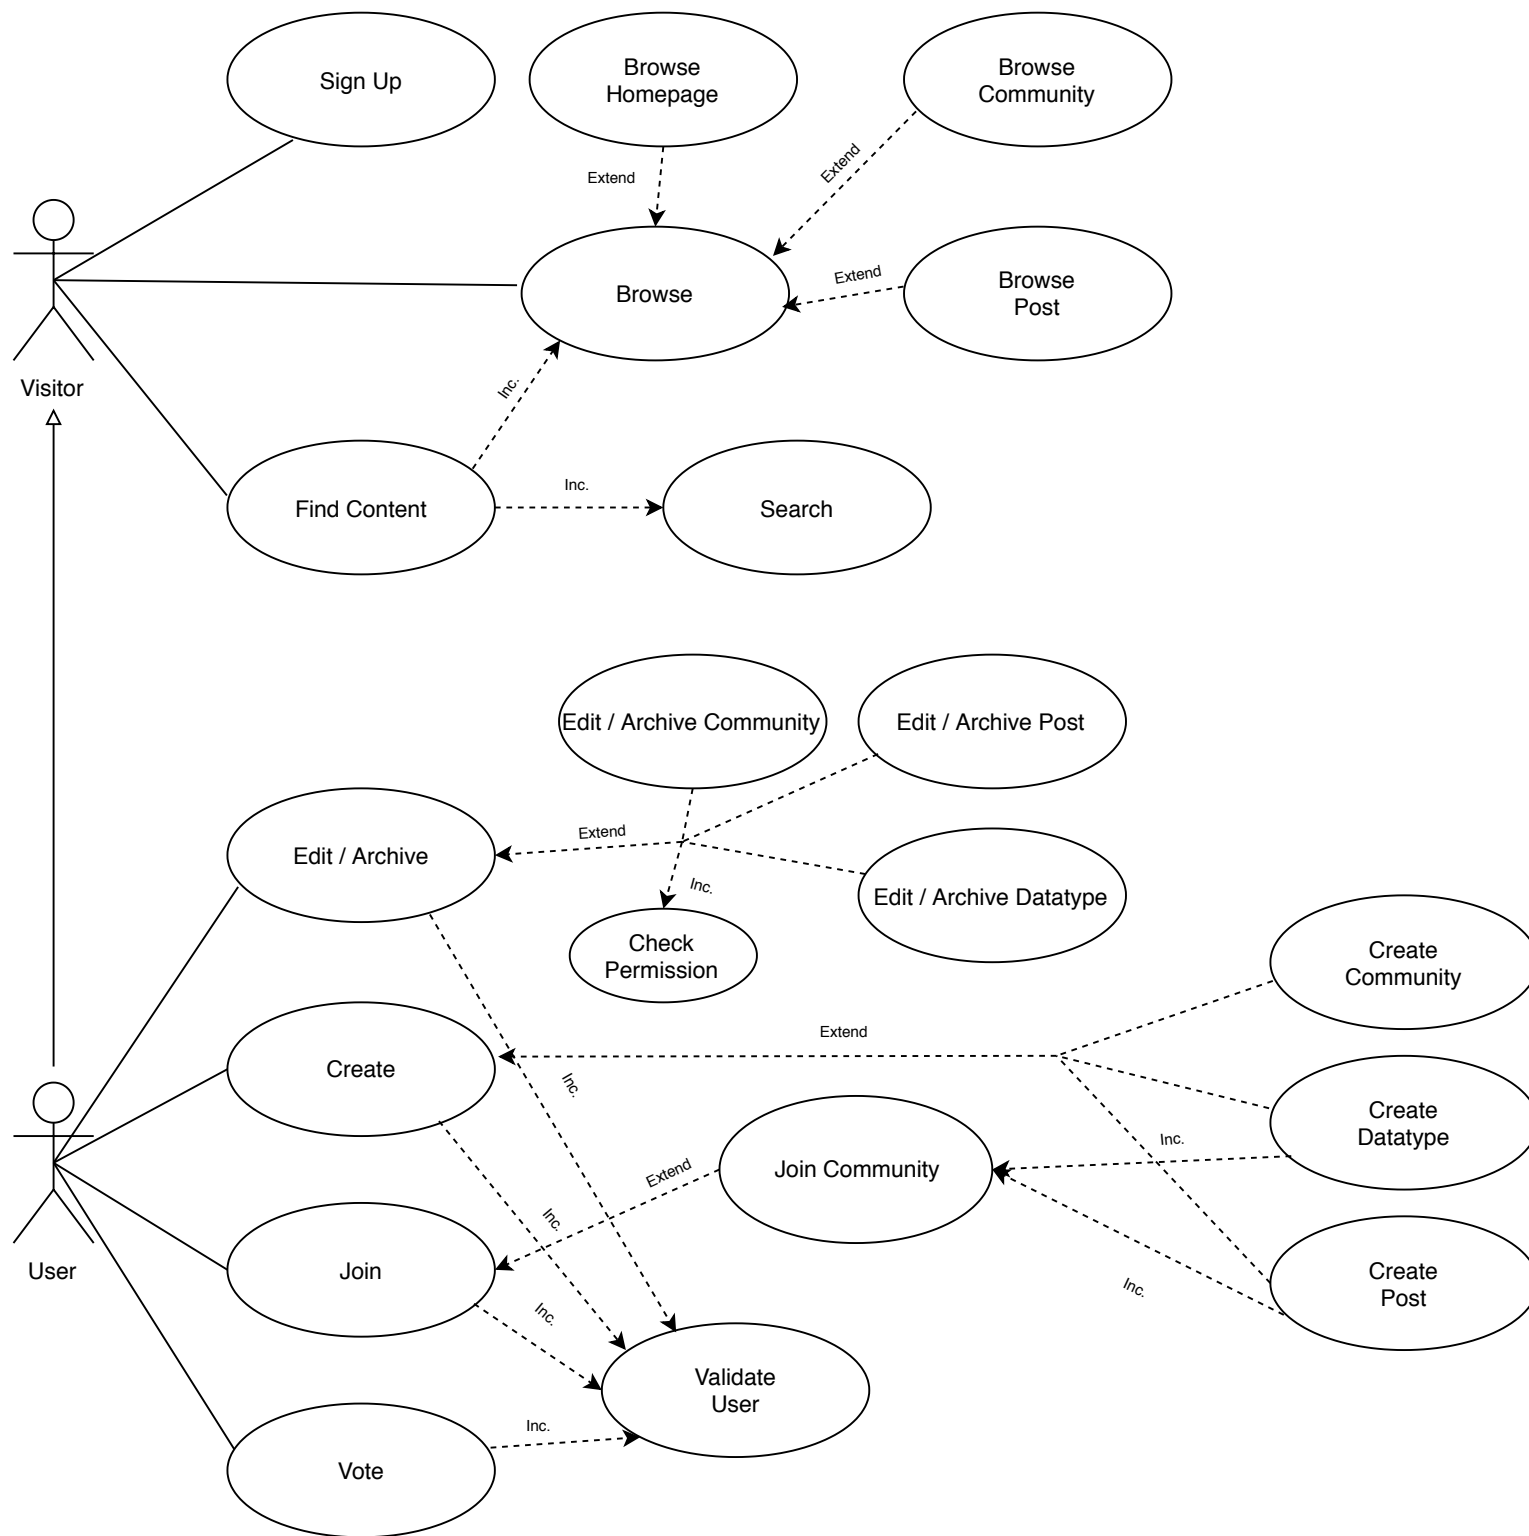 Sign Up
Browse
Homepage
Browse
Community
Extend
Extend
Browse
Extend
Browse
Post
Visitor
Inc.
Find Content
Inc.
Search
Edit / Archive Community
Edit / Archive Post
Edit / Archive
Extend
Inc.
Edit / Archive Datatype
Check
Permission
Create
Community
Extend
Create
Inc.
Create
Datatype
Inc.
Join Community
Extend
Inc.
User
Join
Inc.
Inc.
Create
Post
Validate
User
Inc.
Vote